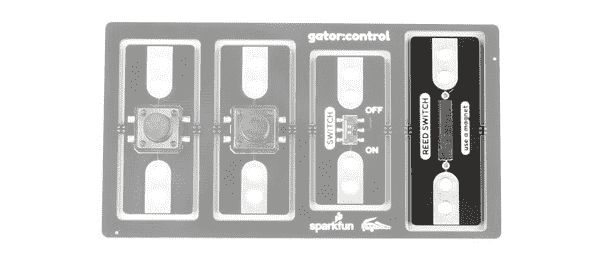 gator:control
OFF
SWITCH
ON
REED SWITCH
use a magnet
sparkfun